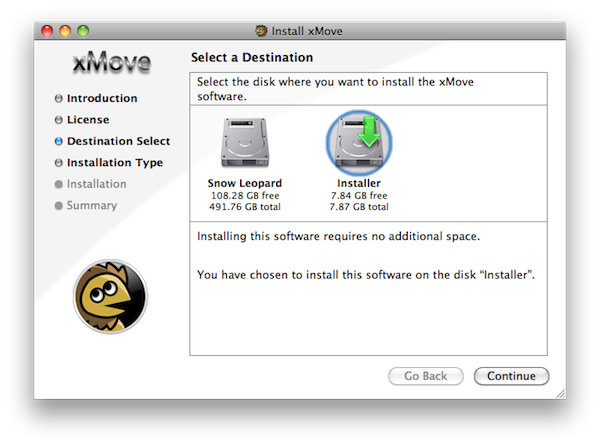 Install xMove
xMove
Select a Destination
Introduction
License
Destination Select
Installation Type
Installation
Summary
Select the disk where you want to install the xMove
software.
Snow Leopard
108.28 GB free
491.76 GB total
Installer
7.84 GB free
7.87 GB total
Installing this software requires no additional space.
You have chosen to install this software on the disk “Installer”.
Go Back
Continue